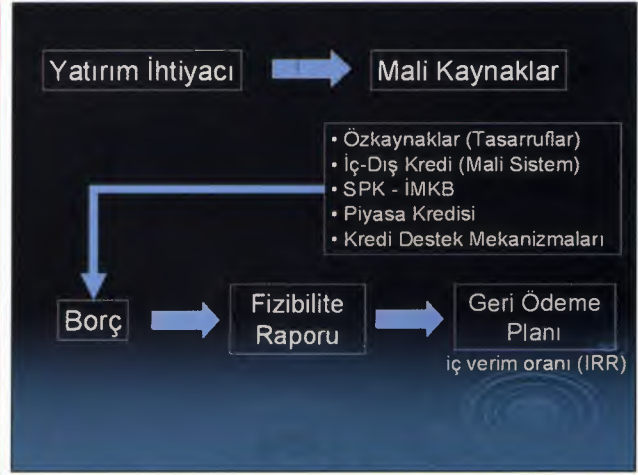 Yatırım İhtiyacı
Mali Kaynaklar
• Özkaynaklar (Tasarruflar)
• İç-Dış Kredi (Mali Sistem)
• SPK - İMKB
• Piyasa Kredisi
• Kredi Destek Mekanizmaları
Borç
Fizibilite
Raporu
Geri Ödeme
Planı
iç verim oranı (IRR)